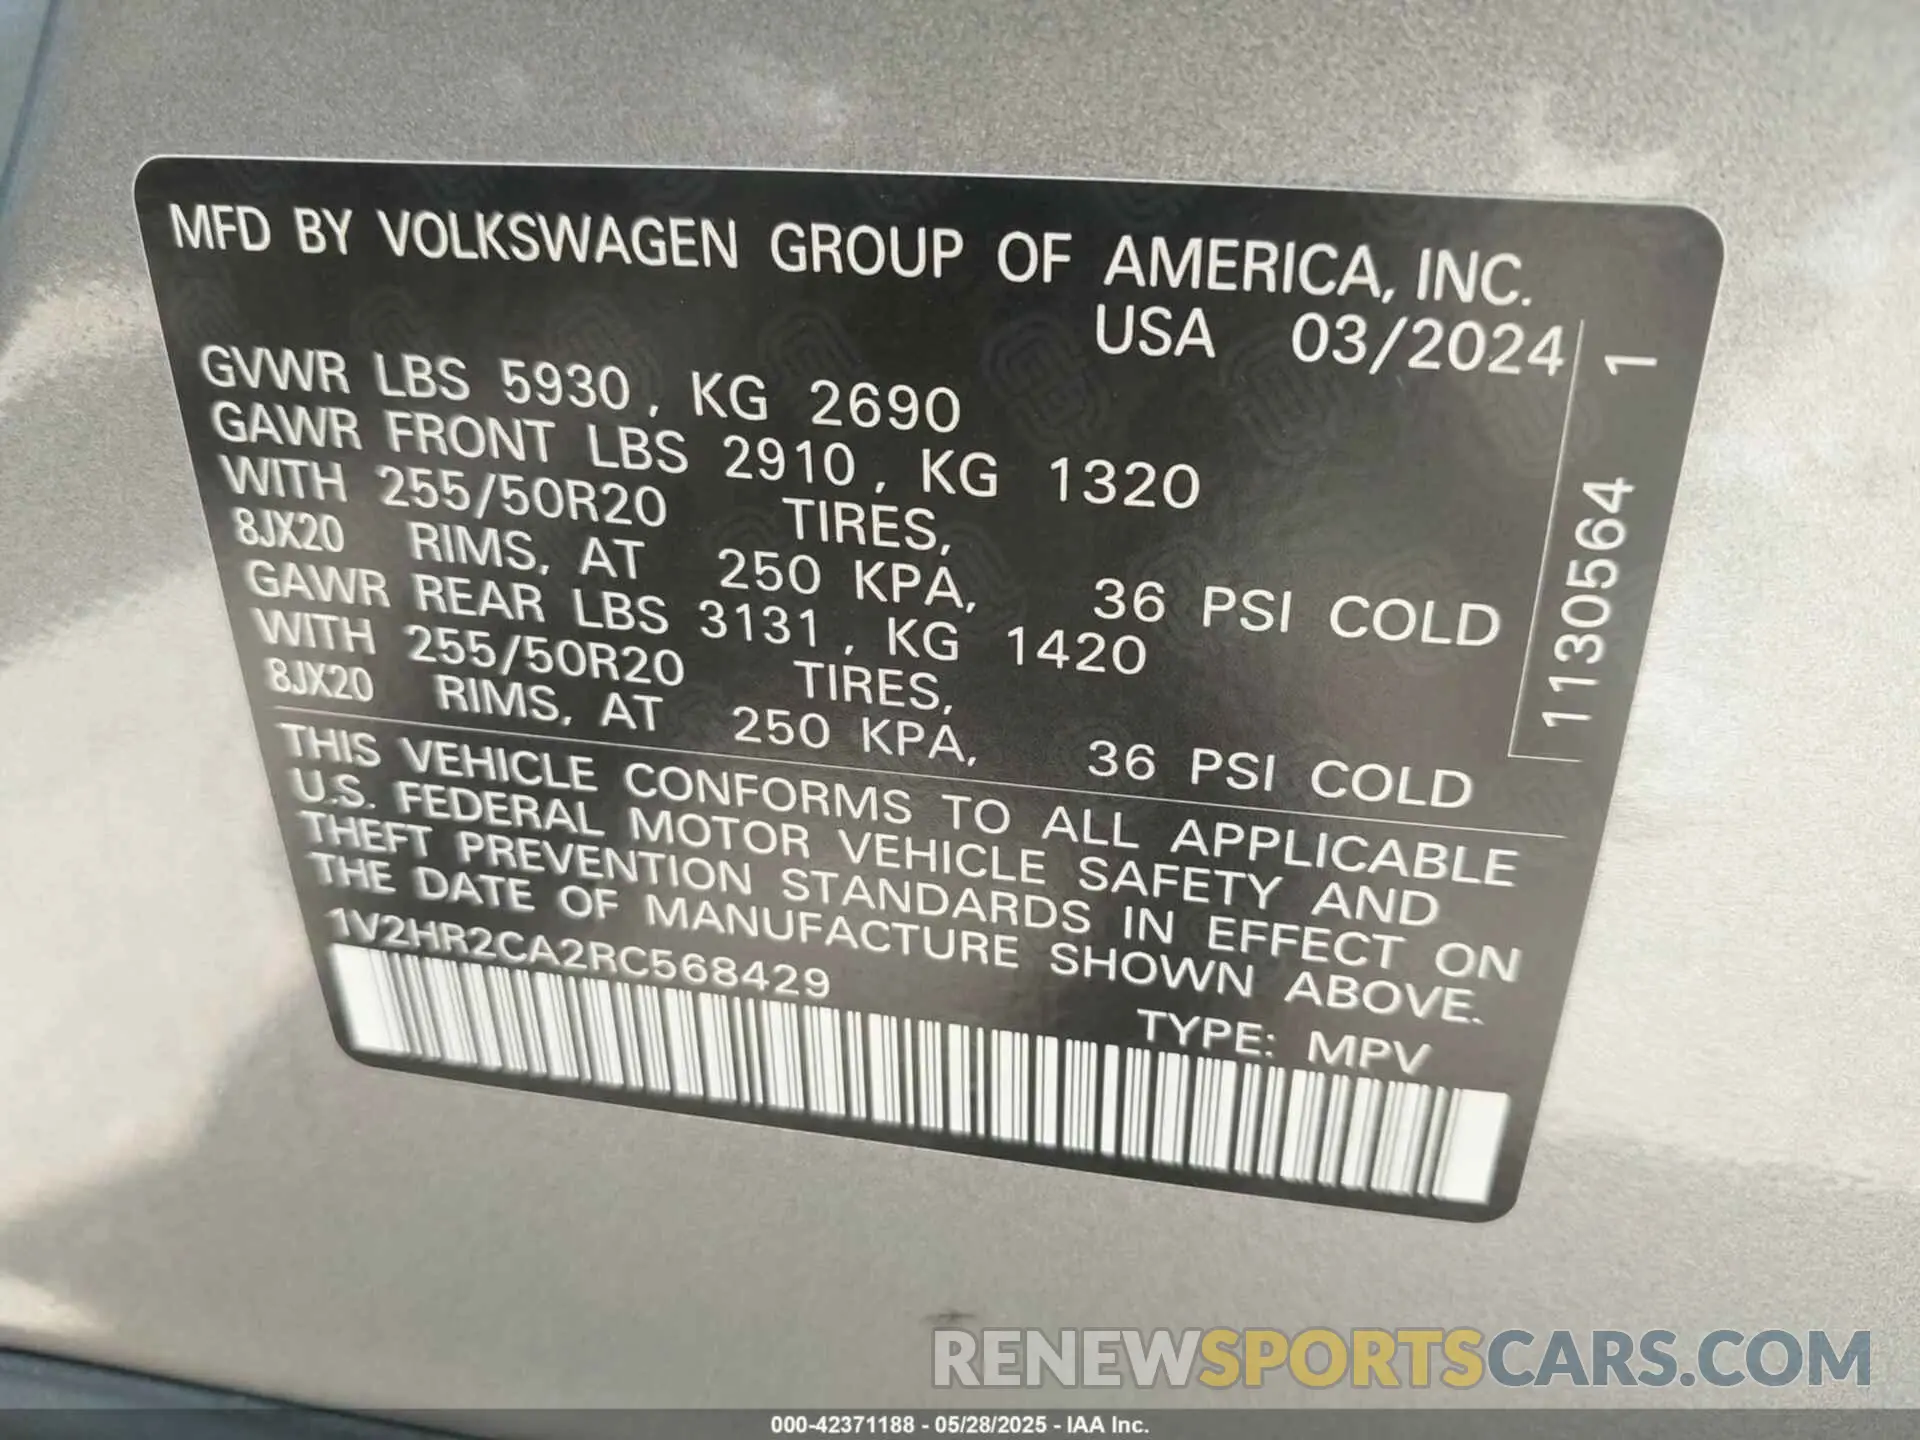 MFD BY VOLKSWAGEN GROUP OF AMERICA, INC.
USA 03/2024
GVWR LBS 5930, KG 2690
GAWR FRONT LBS 2910, KG 1320
WITH 255/50R20 TIRES,
8JX20 RIMS, AT 250 KPA, 36 PSI COLD
GAWR REAR LBS 3131, KG 1420
WITH 255/50R20 TIRES,
8JX20 RIMS, AT 250 KPA, 36 PSI COLD
THIS VEHICLE CONFORMS TO ALL APPLICABLE
U.S. FEDERAL MOTOR VEHICLE SAFETY AND
THEFT PREVENTION STANDARDS IN EFFECT ON
THE DATE OF MANUFACTURE SHOWN ABOVE.
1V2HR2CA2RC568429
TYPE: MPV
1130564 1
RENEWSPORTSCARS.COM
000-42371188 - 05/28/2025 - IAA Inc.